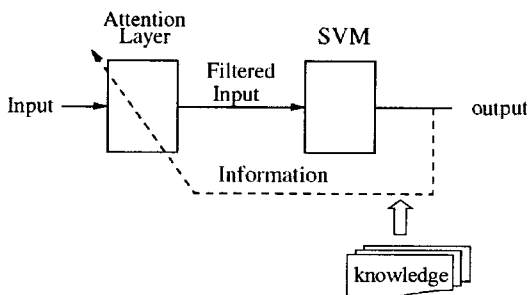 Attention
Layer
SVM
Filtered
Input
Input
output
Information
knowledge